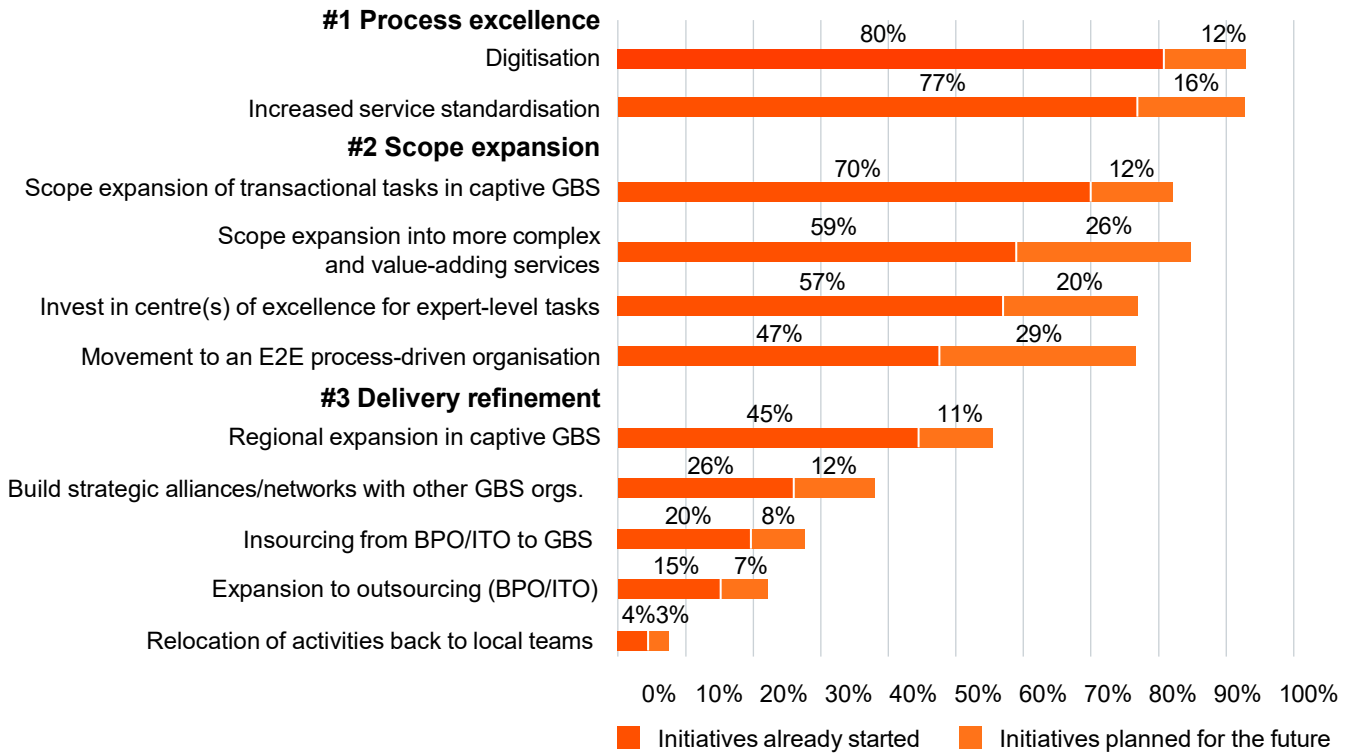 #1 Process excellence
80% 12%
Digitisation
77% 16%
Increased service standardisation
#2 Scope expansion
70% 12%
Scope expansion of transactional tasks in captive GBS
59% 26%
Scope expansion into more complex
and value-adding services
57% 20%
Invest in centre(s) of excellence for expert-level tasks
47% 29%
Movement to an E2E process-driven organisation
#3 Delivery refinement
45% 11%
Regional expansion in captive GBS
26% 12%
Build strategic alliances/networks with other GBS orgs.
20% 8%
Insourcing from BPO/ITO to GBS
15% 7%
Expansion to outsourcing (BPO/ITO)
4% 3%
Relocation of activities back to local teams
0% 10% 20% 30% 40% 50% 60% 70% 80% 90% 100%
Initiatives already started Initiatives planned for the future